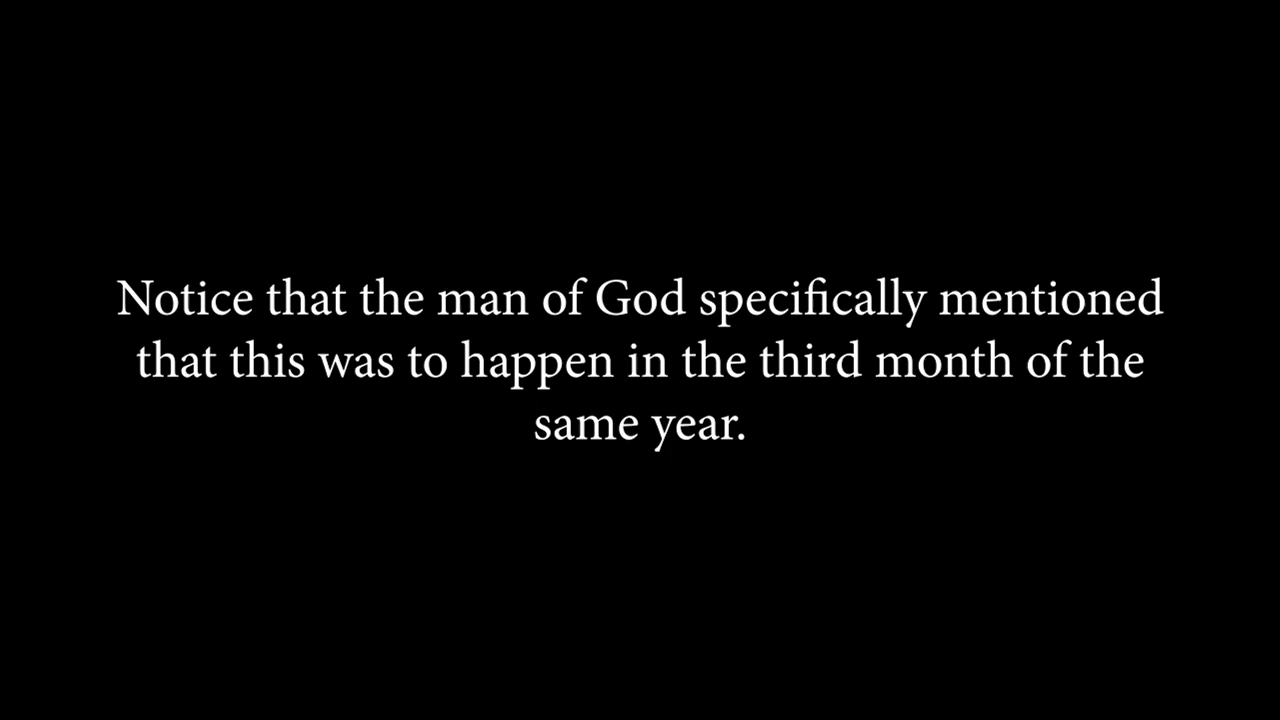 Notice that the man of God specifically mentioned
that this was to happen in the third month of the
same year.